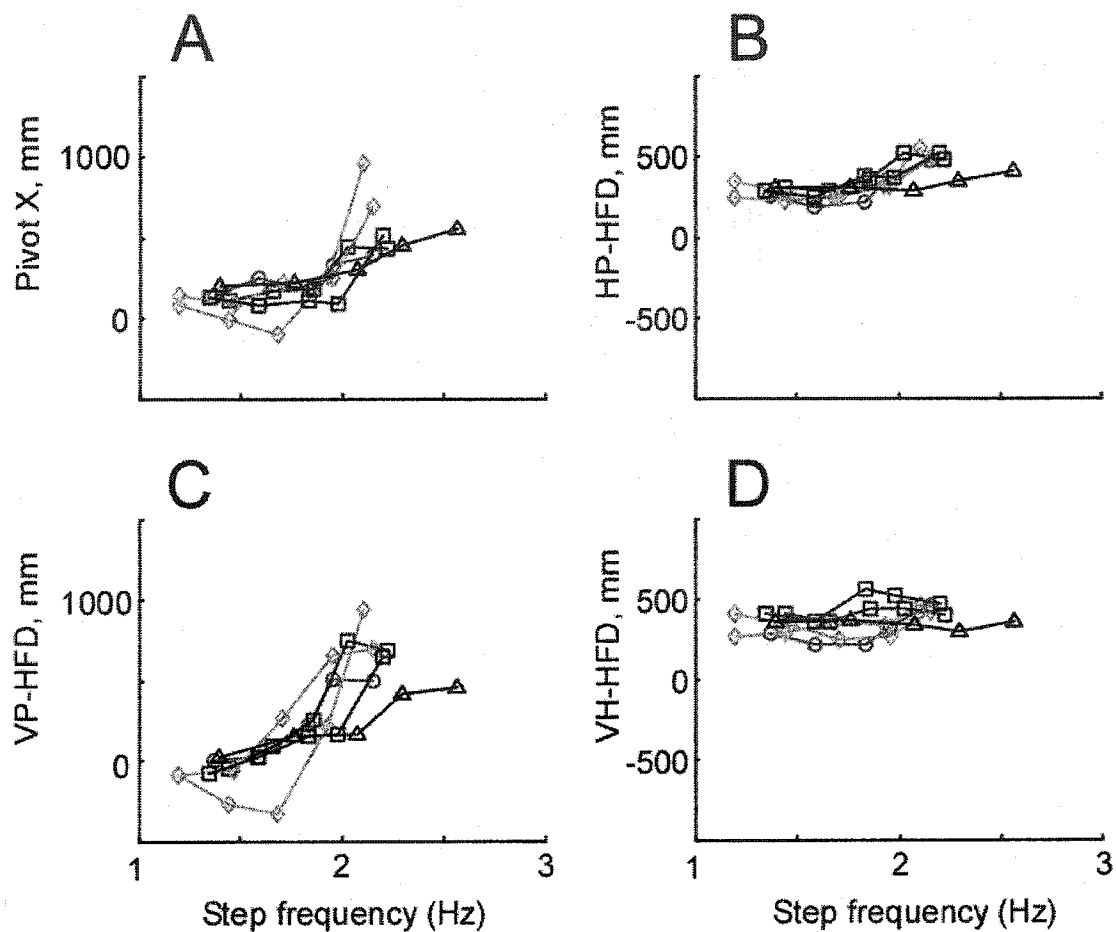 A
B
Pivot X, mm
1000
0
HP-HFD, mm
500
0
-500
C
D
VP-HFD, mm
1000
0
1
2
3
Step frequency (Hz)
VH-HFD, mm
500
0
-500
1
2
3
Step frequency (Hz)